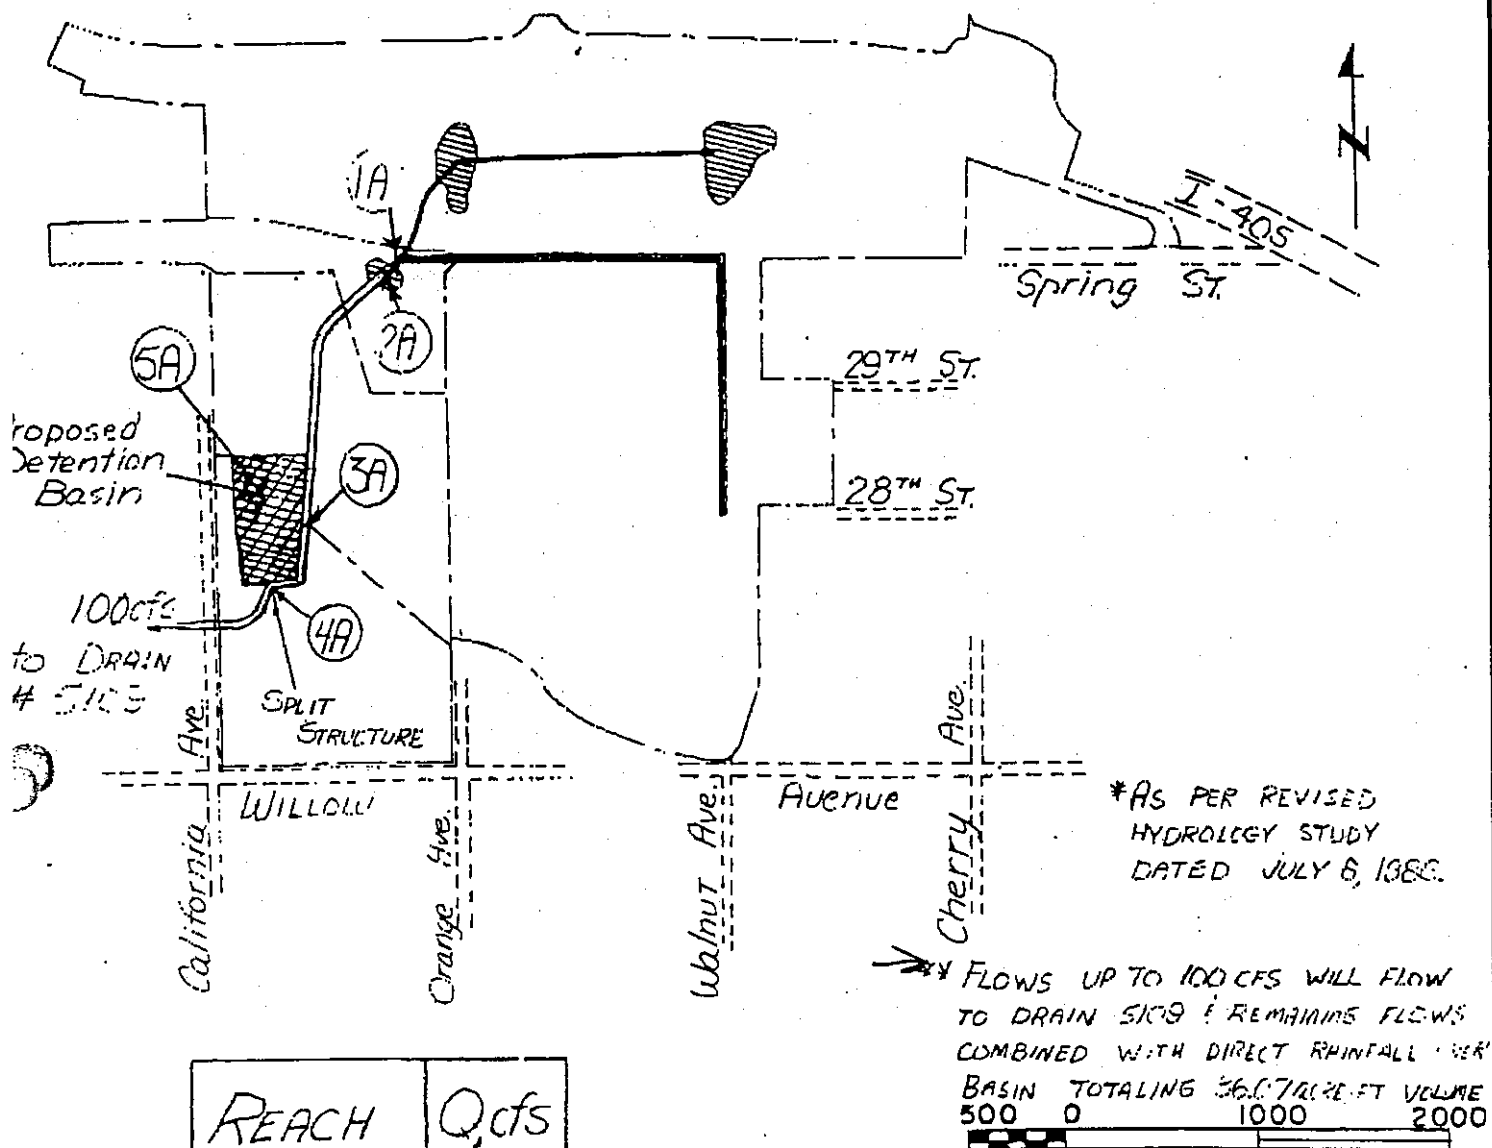 1A
N
I-405
Spring ST.
2A
5A
29TH ST.
roposed
Detention
Basin
3A
28TH ST.
100cfs
to DRAIN
4A
SPLIT
STRUCTURE
WILLOW
Avenue
California Ave.
Orange Ave.
Walnut Ave.
Cherry Ave.
*AS PER REVISED
HYDROLOGY STUDY
DATED JULY
** FLOWS UP TO 100 CFS WILL FLOW
TO DRAIN 5109 & REMAINING FLOWS
COMBINED WITH DIRECT RAINFALL
BASIN TOTALING ACRE-FT VOLUME
500 0 1000 2000
REACH Q,cfs